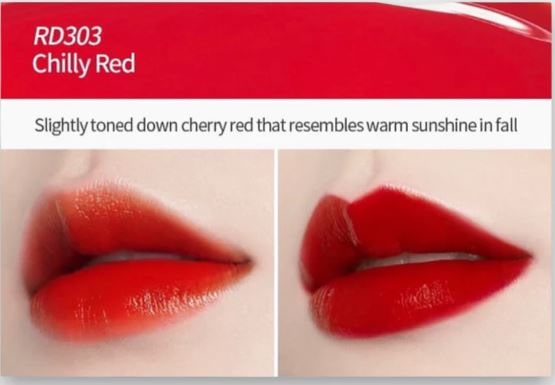 RD303
Chilly Red
Slightly toned down cherry red that resembles warm sunshine in fall